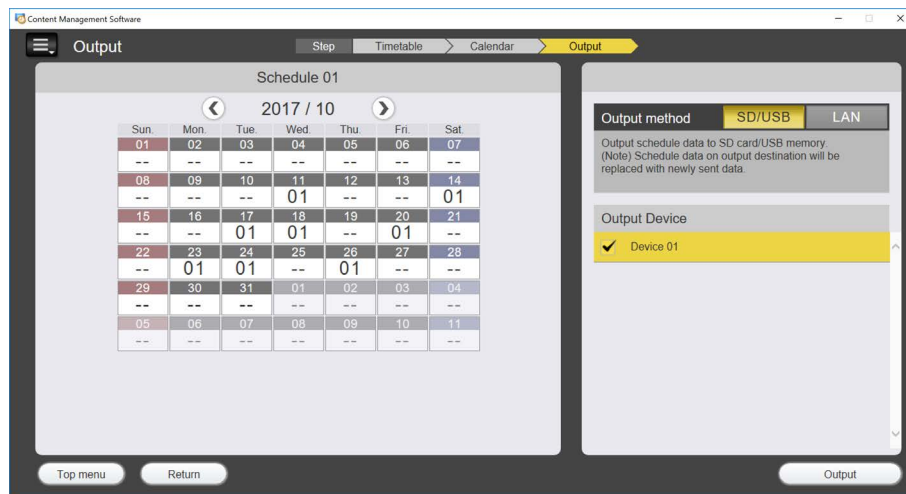 Content Management Software
Output
Step Timetable Calendar Output
Schedule 01
2017 / 10
Sun. Mon. Tue. Wed. Thu. Fri. Sat.
01 02 03 04 05 06 07
-- -- -- -- -- -- --
08 09 10 11 12 13 14
-- -- -- 01 -- -- 01
15 16 17 18 19 20 21
-- -- 01 01 -- 01 --
22 23 24 25 26 27 28
-- 01 01 -- 01 -- --
29 30 31 01 02 03 04
-- -- -- -- -- -- --
05 06 07 08 09 10 11
-- -- -- -- -- -- --
Output method SD/USB LAN
Output schedule data to SD card/USB memory.
(Note) Schedule data on output destination will be
replaced with newly sent data.
Output Device
Device 01
Top menu Return Output